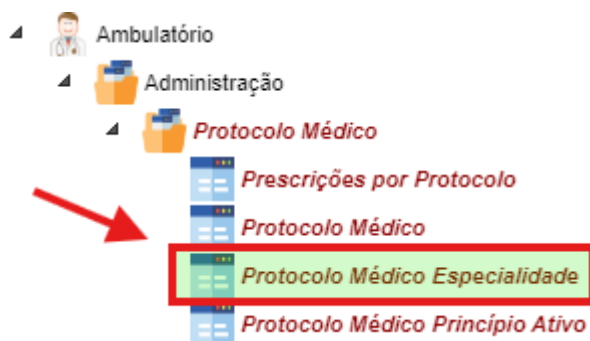 Ambulatório
Administração
Protocolo Médico
Prescrições por Protocolo
Protocolo Médico
Protocolo Médico Especialidade
Protocolo Médico Princípio Ativo